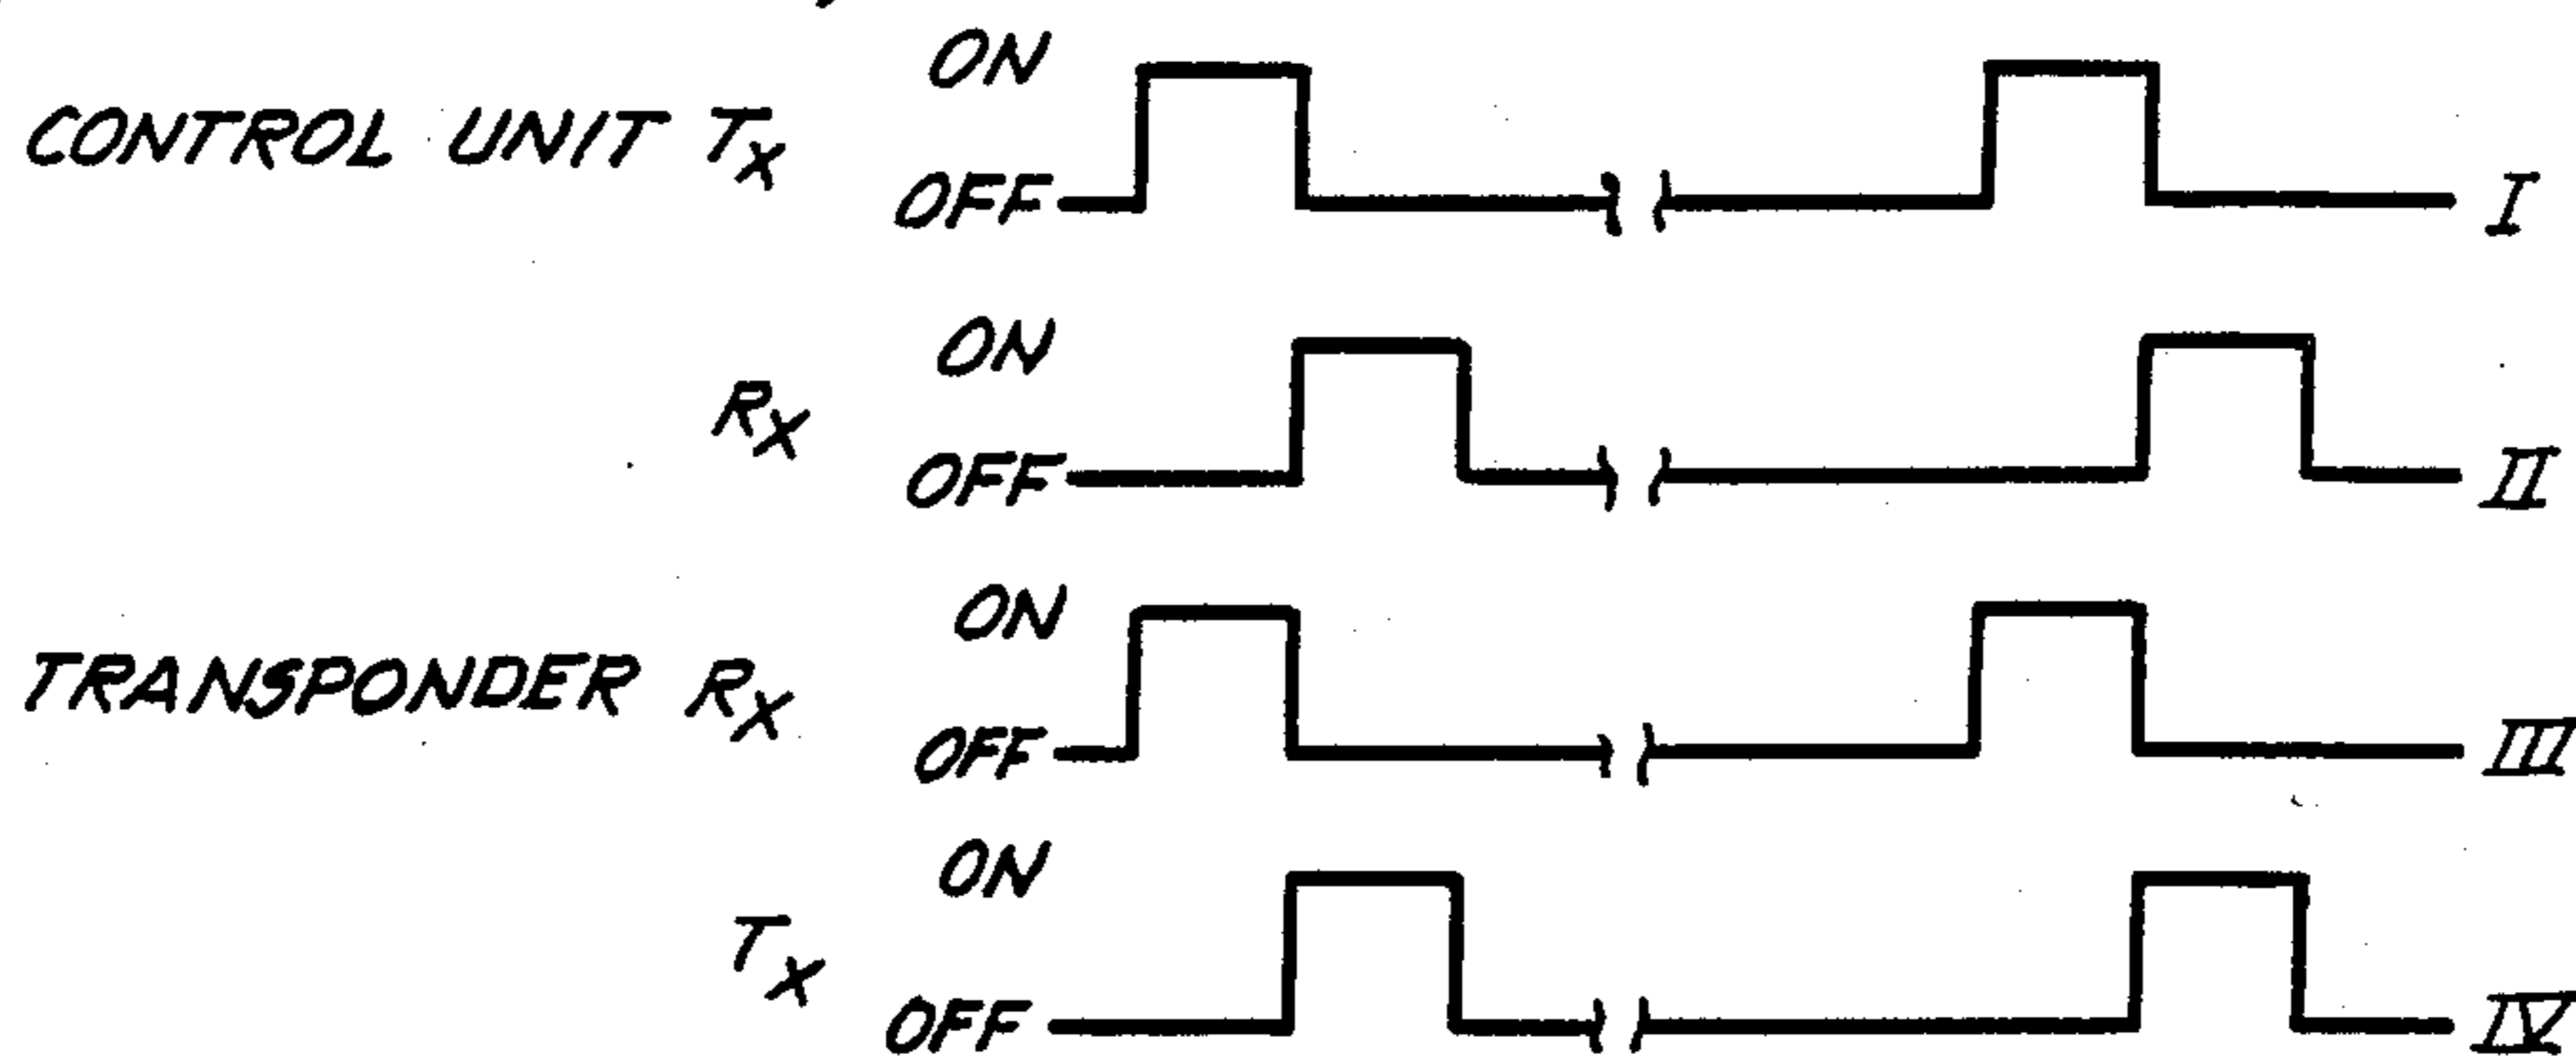 ON
CONTROL UNIT Tx
OFF
I
ON
Rx
OFF
II
ON
TRANSPONDER Rx
OFF
III
ON
Tx
OFF
IV